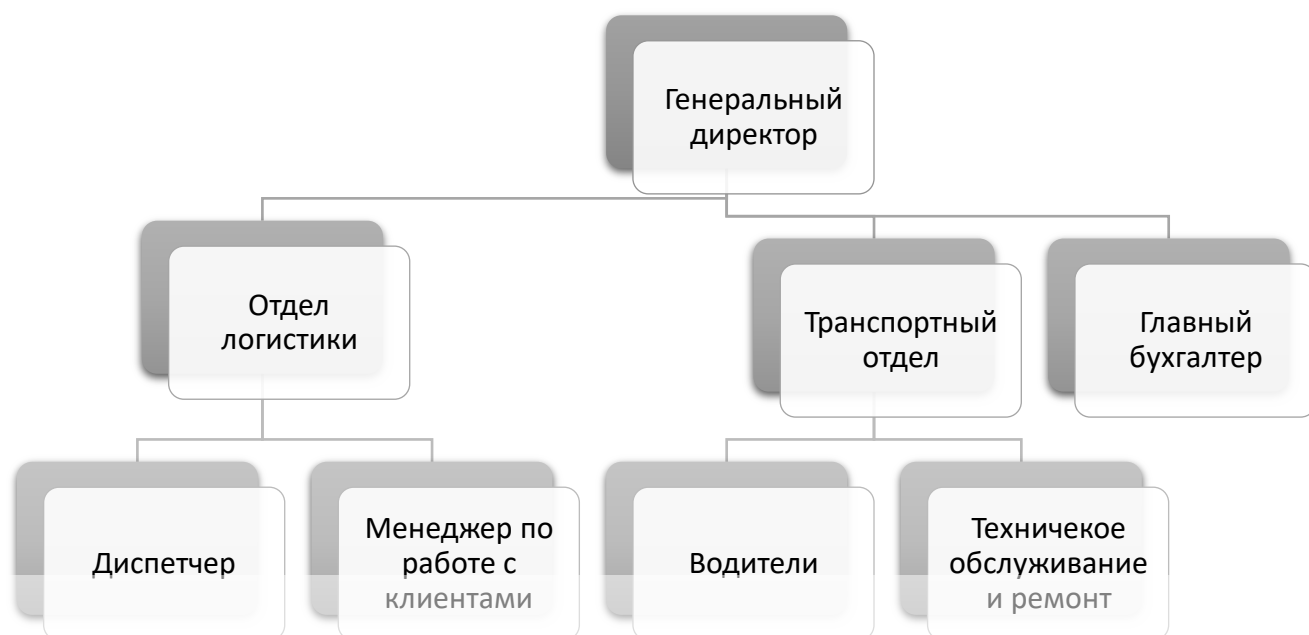 Генеральный
директор
Отдел
логистики
Транспортный
отдел
Главный
бухгалтер
Диспетчер
Менеджер по
работе с
клиентами
Водители
Техничекое
обслуживание
и ремонт